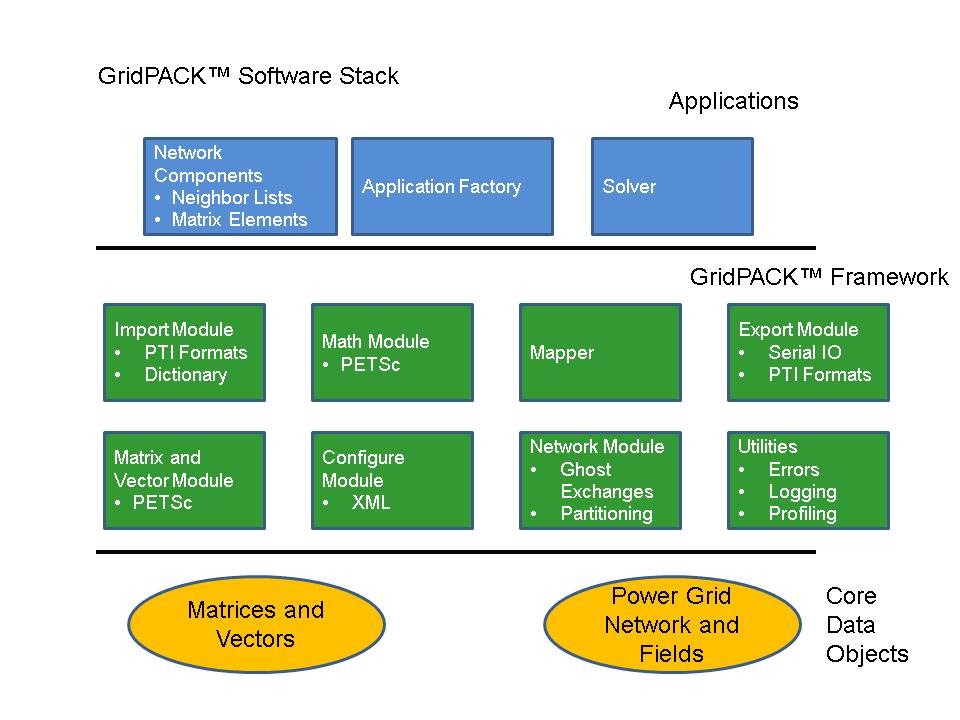 GridPACK™ Software Stack
Applications
Network
Components
• Neighbor Lists
• Matrix Elements
Application Factory
Solver
GridPACK™ Framework
Import Module
• PTI Formats
• Dictionary
Math Module
• PETSc
Mapper
Export Module
• Serial IO
• PTI Formats
Matrix and
Vector Module
• PETSc
Configure
Module
• XML
Network Module
• Ghost
Exchanges
• Partitioning
Utilities
• Errors
• Logging
• Profiling
Matrices and
Vectors
Power Grid
Network and
Fields
Core
Data
Objects